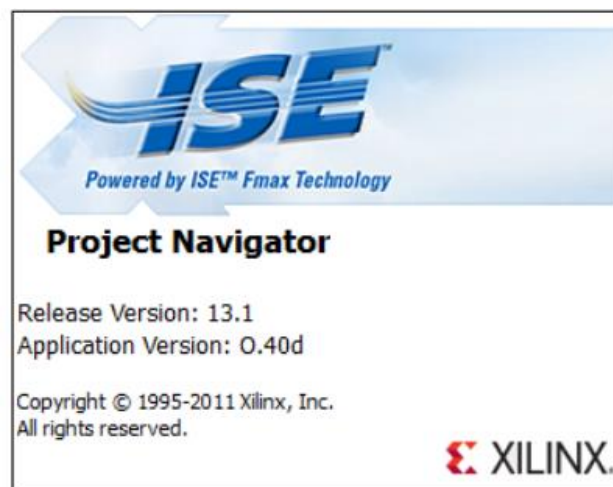 ISE™
Powered by ISE™ Fmax Technology
Project Navigator
Release Version: 13.1
Application Version: O.40d
Copyright © 1995-2011 Xilinx, Inc.
All rights reserved.
XILINX.